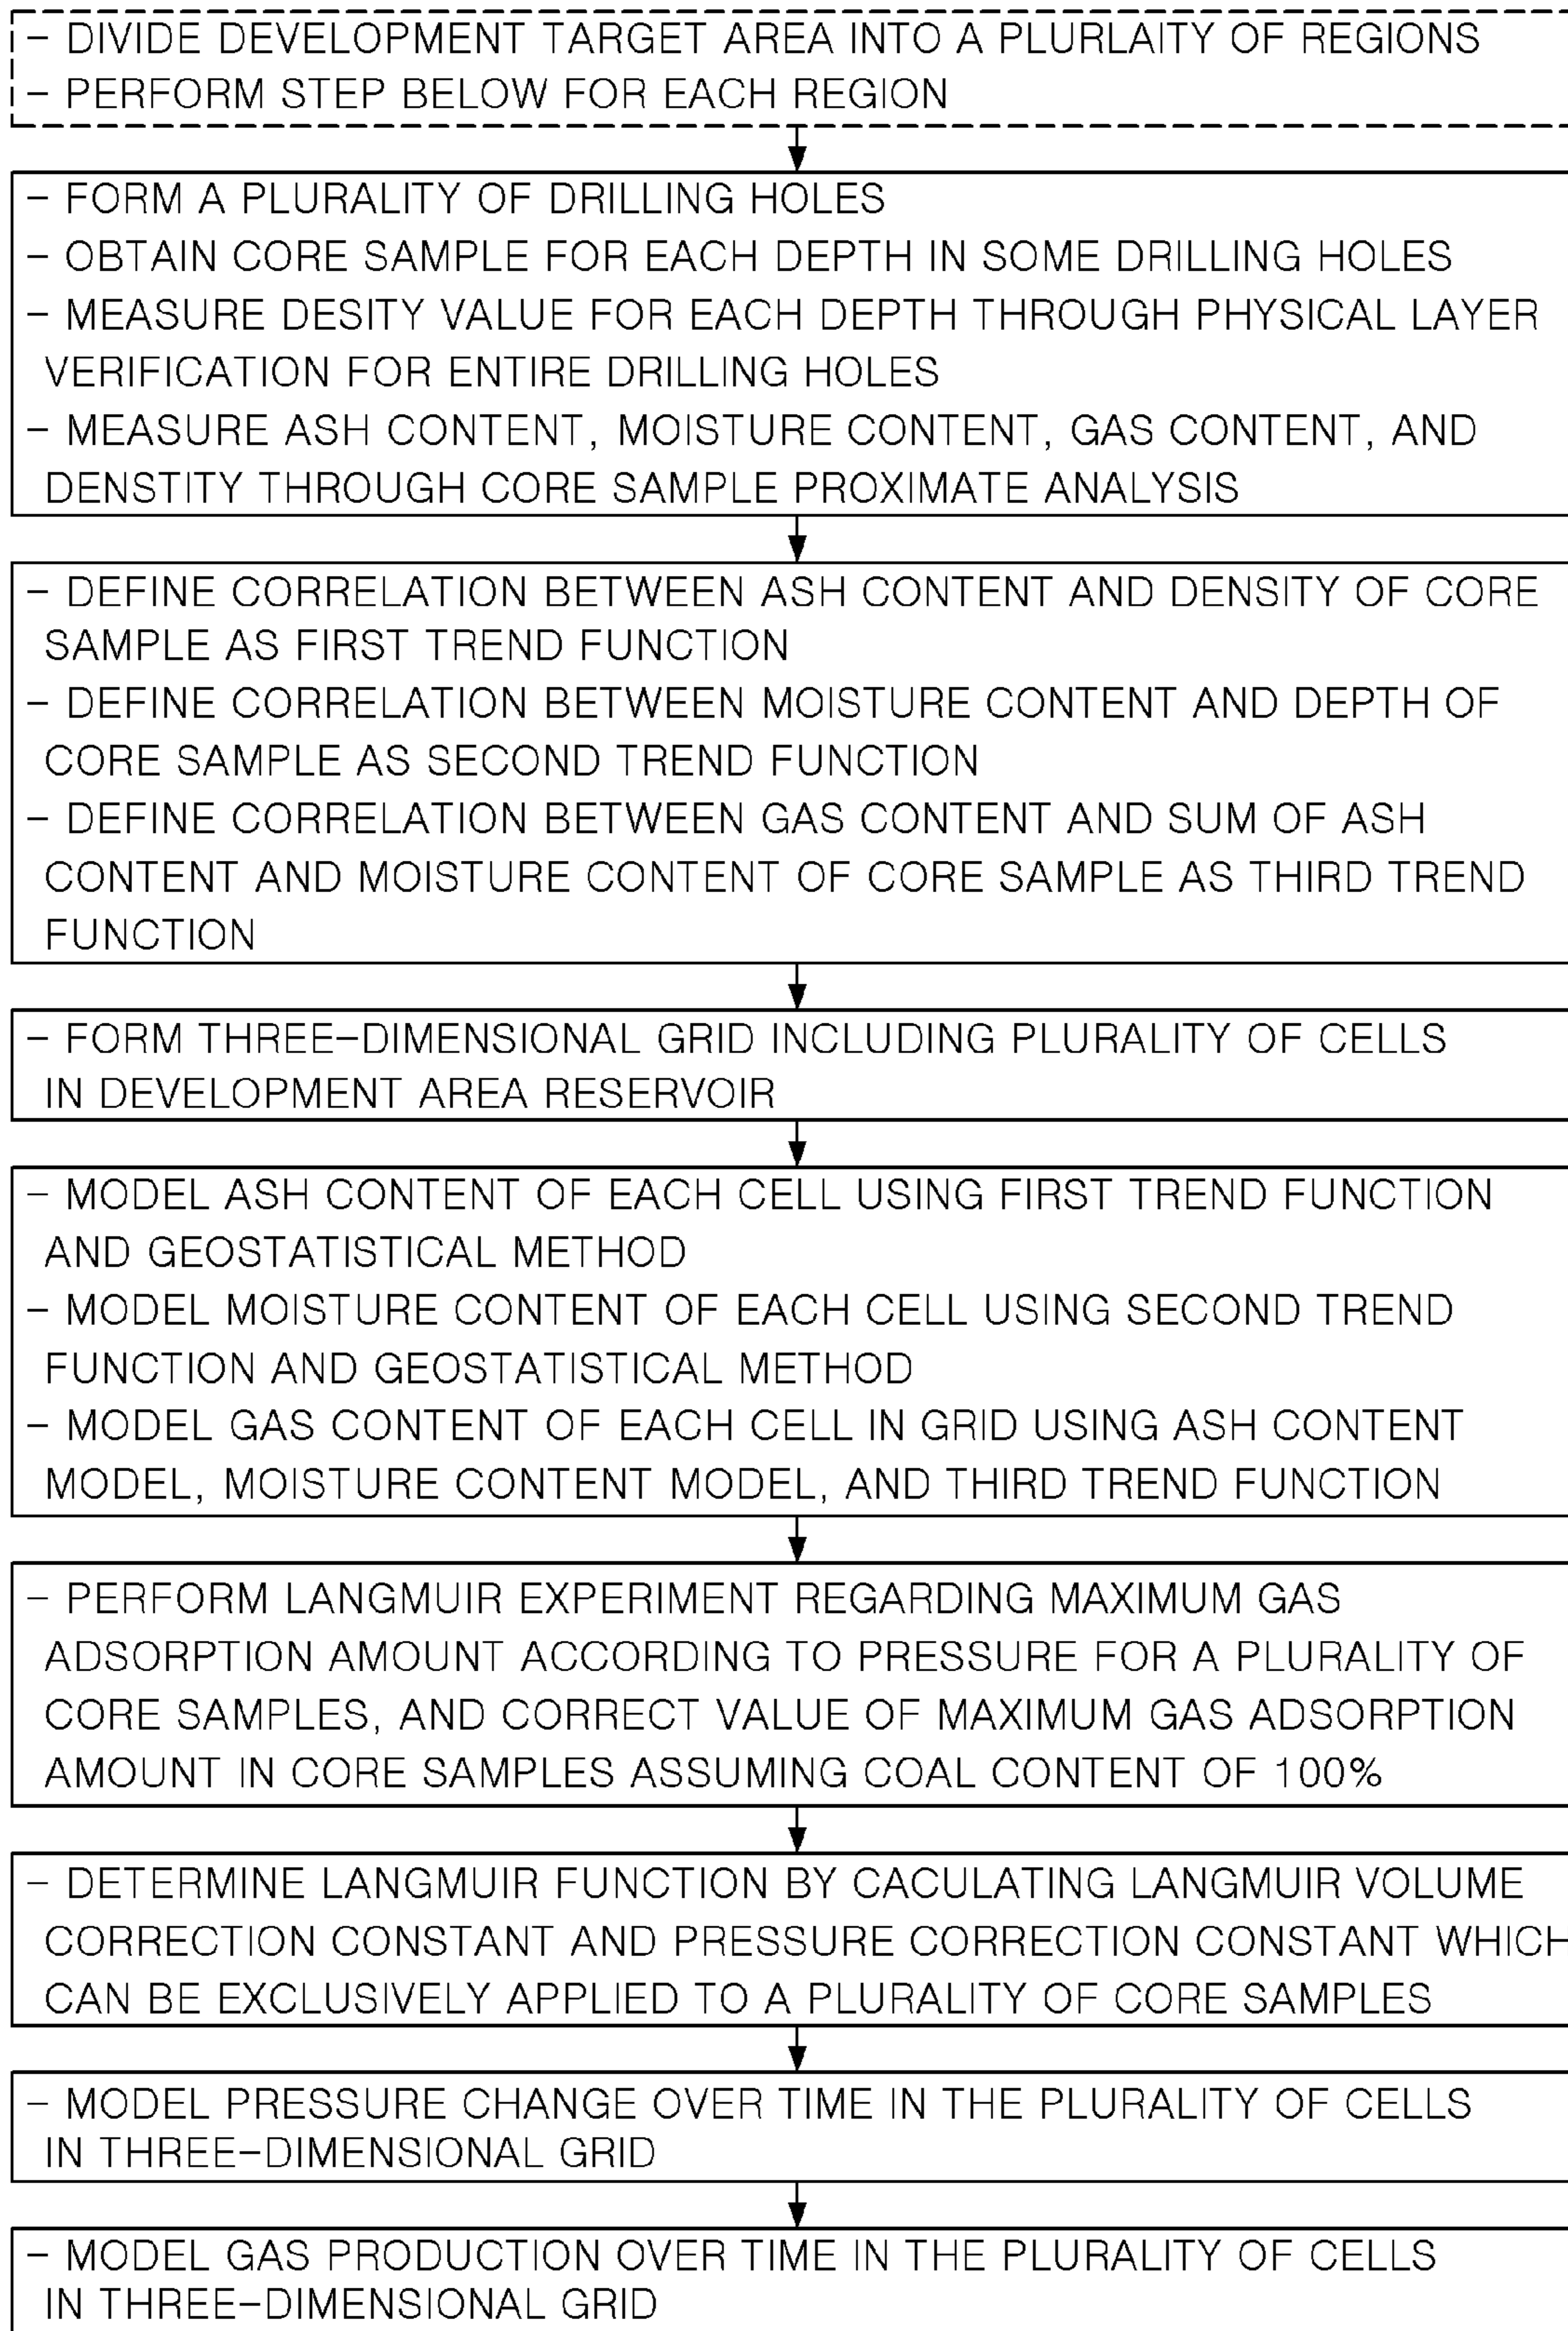 - DIVIDE DEVELOPMENT TARGET AREA INTO A PLURLAITY OF REGIONS
- PERFORM STEP BELOW FOR EACH REGION
- FORM A PLURALITY OF DRILLING HOLES
- OBTAIN CORE SAMPLE FOR EACH DEPTH IN SOME DRILLING HOLES
- MEASURE DESITY VALUE FOR EACH DEPTH THROUGH PHYSICAL LAYER
VERIFICATION FOR ENTIRE DRILLING HOLES
- MEASURE ASH CONTENT, MOISTURE CONTENT, GAS CONTENT, AND
DENSTITY THROUGH CORE SAMPLE PROXIMATE ANALYSIS
- DEFINE CORRELATION BETWEEN ASH CONTENT AND DENSITY OF CORE
SAMPLE AS FIRST TREND FUNCTION
- DEFINE CORRELATION BETWEEN MOISTURE CONTENT AND DEPTH OF
CORE SAMPLE AS SECOND TREND FUNCTION
- DEFINE CORRELATION BETWEEN GAS CONTENT AND SUM OF ASH
CONTENT AND MOISTURE CONTENT OF CORE SAMPLE AS THIRD TREND
FUNCTION
- FORM THREE-DIMENSIONAL GRID INCLUDING PLURALITY OF CELLS
IN DEVELOPMENT AREA RESERVOIR
- MODEL ASH CONTENT OF EACH CELL USING FIRST TREND FUNCTION
AND GEOSTATISTICAL METHOD
- MODEL MOISTURE CONTENT OF EACH CELL USING SECOND TREND
FUNCTION AND GEOSTATISTICAL METHOD
- MODEL GAS CONTENT OF EACH CELL IN GRID USING ASH CONTENT
MODEL, MOISTURE CONTENT MODEL, AND THIRD TREND FUNCTION
- PERFORM LANGMUIR EXPERIMENT REGARDING MAXIMUM GAS
ADSORPTION AMOUNT ACCORDING TO PRESSURE FOR A PLURALITY OF
CORE SAMPLES, AND CORRECT VALUE OF MAXIMUM GAS ADSORPTION
AMOUNT IN CORE SAMPLES ASSUMING COAL CONTENT OF 100%
- DETERMINE LANGMUIR FUNCTION BY CACULATING LANGMUIR VOLUME
CORRECTION CONSTANT AND PRESSURE CORRECTION CONSTANT WHICH
CAN BE EXCLUSIVELY APPLIED TO A PLURALITY OF CORE SAMPLES
- MODEL PRESSURE CHANGE OVER TIME IN THE PLURALITY OF CELLS
IN THREE-DIMENSIONAL GRID
- MODEL GAS PRODUCTION OVER TIME IN THE PLURALITY OF CELLS
IN THREE-DIMENSIONAL GRID